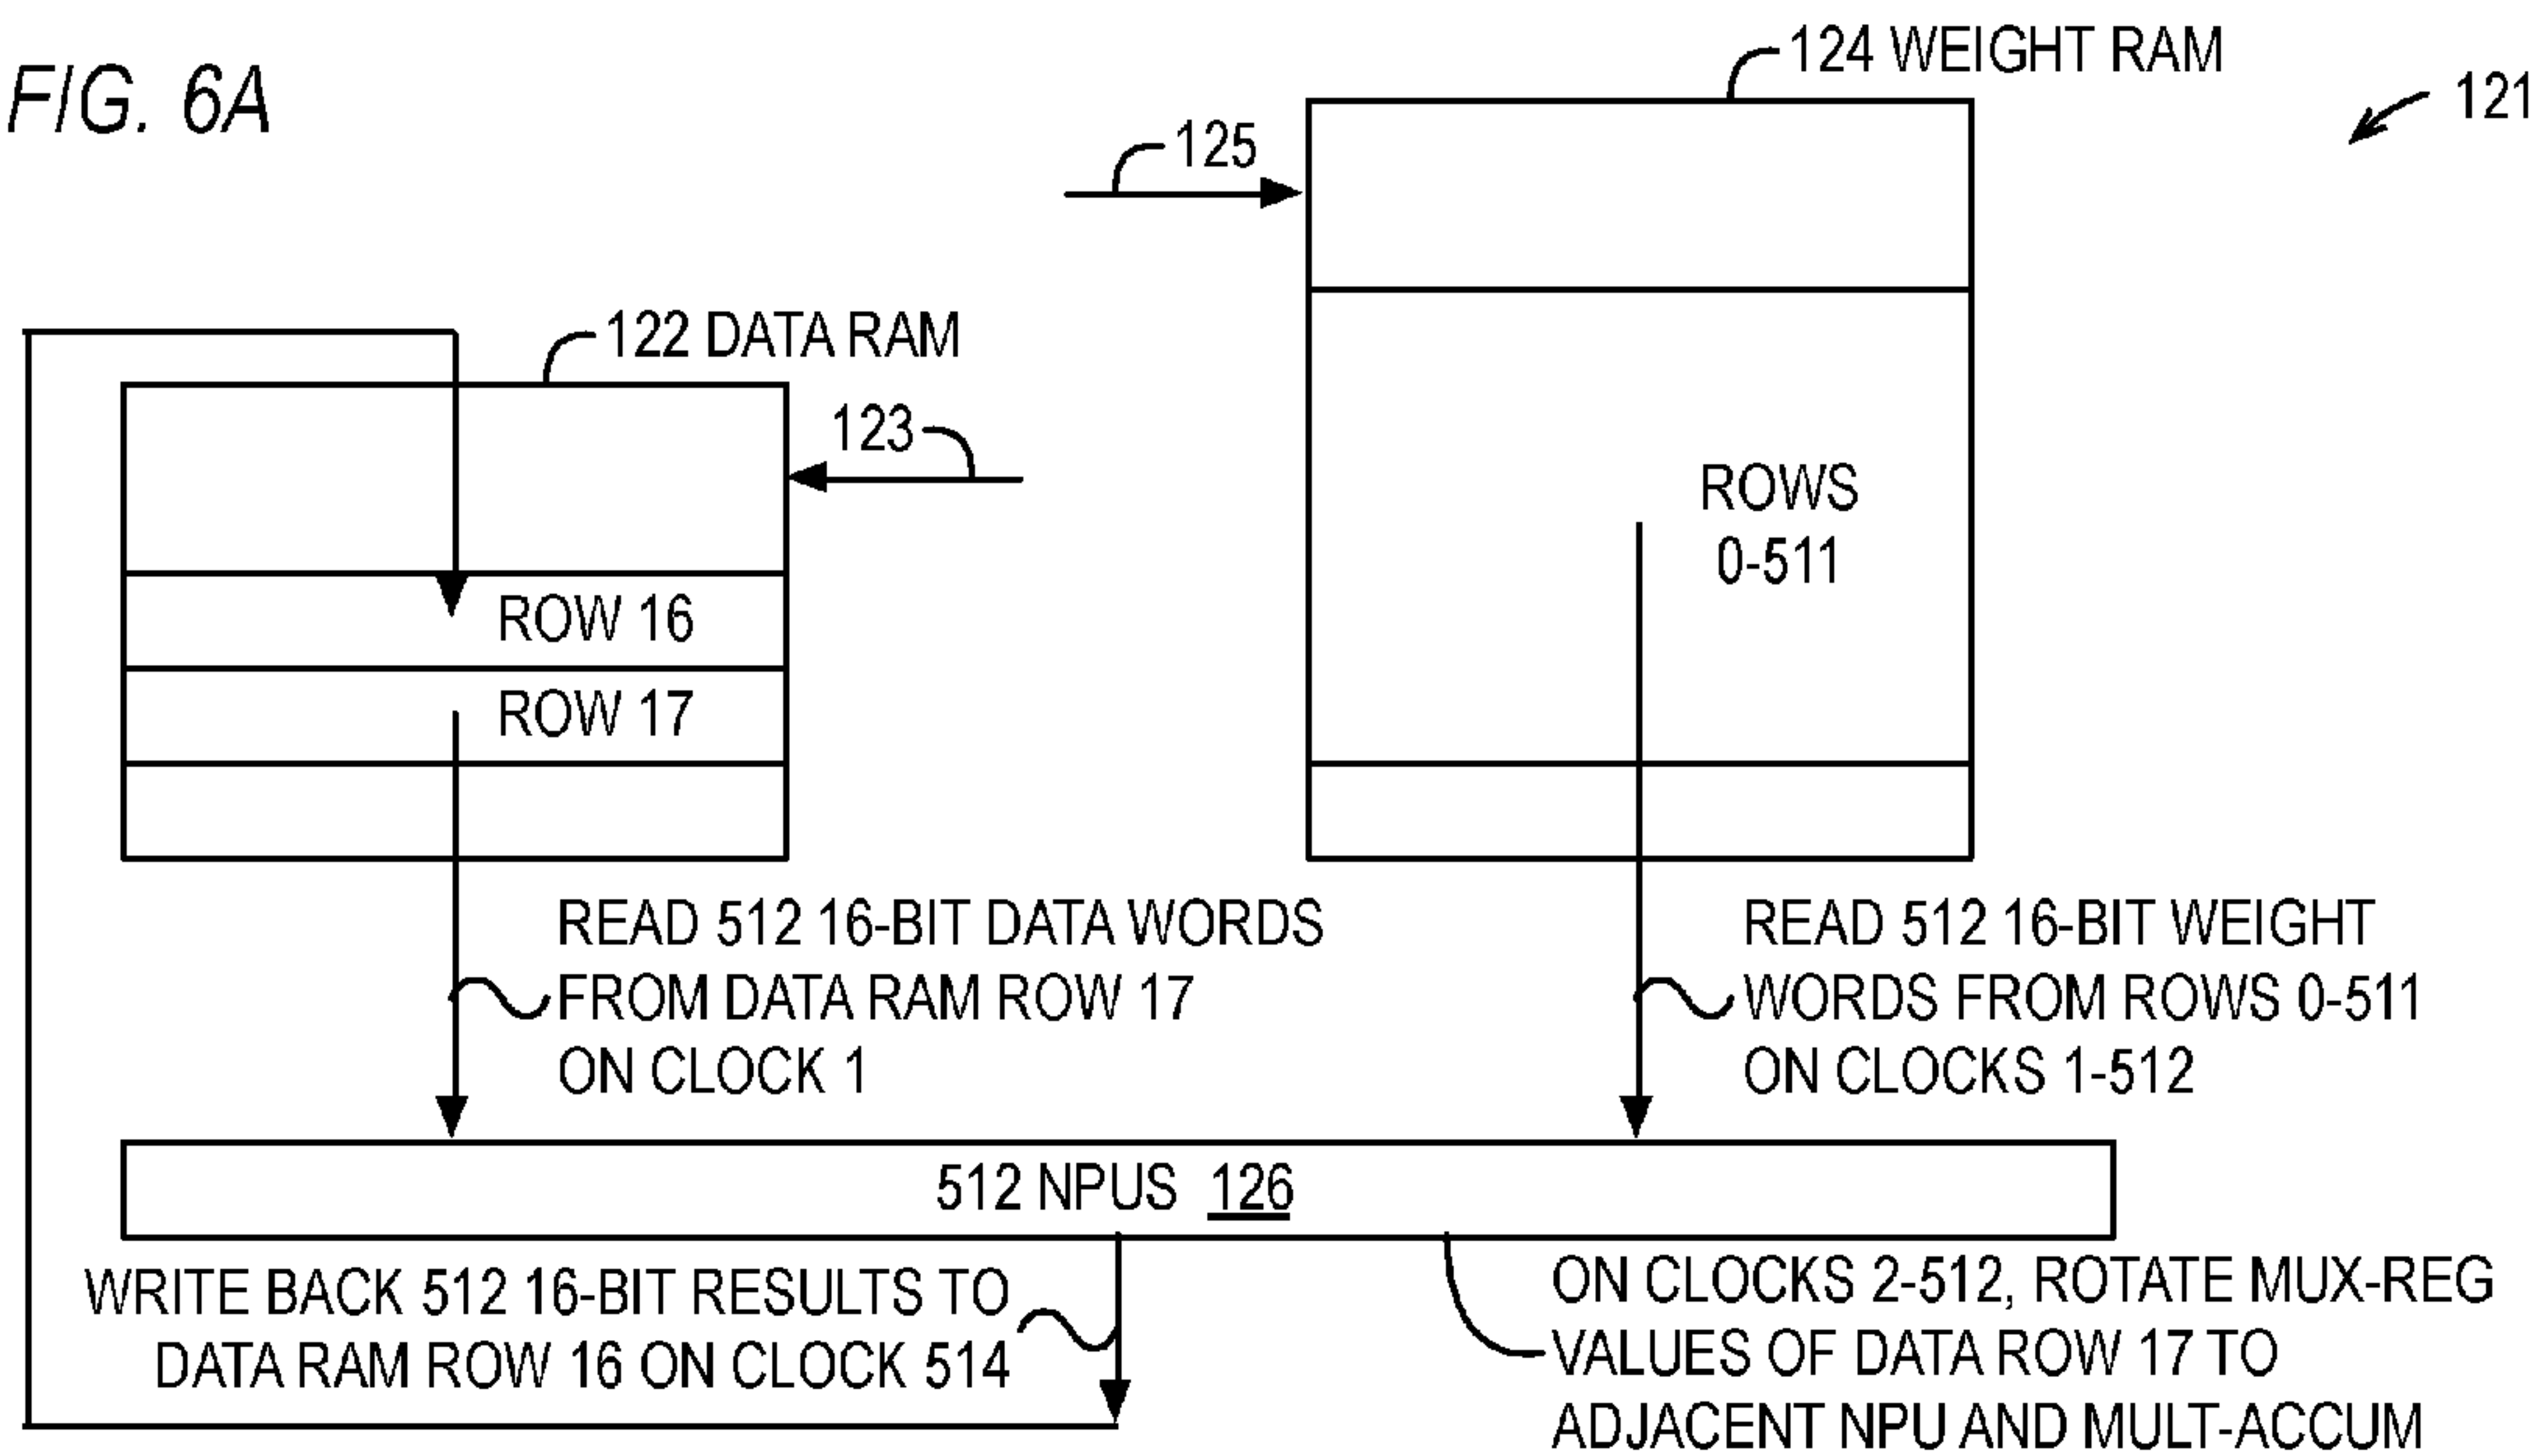 FIG. 6A
124 WEIGHT RAM
121
125
122 DATA RAM
123
ROWS
0-511
ROW 16
ROW 17
READ 512 16-BIT DATA WORDS
FROM DATA RAM ROW 17
ON CLOCK 1
READ 512 16-BIT WEIGHT
WORDS FROM ROWS 0-511
ON CLOCKS 1-512
512 NPUS 126
WRITE BACK 512 16-BIT RESULTS TO
DATA RAM ROW 16 ON CLOCK 514
ON CLOCKS 2-512, ROTATE MUX-REG
VALUES OF DATA ROW 17 TO
ADJACENT NPU AND MULT-ACCUM